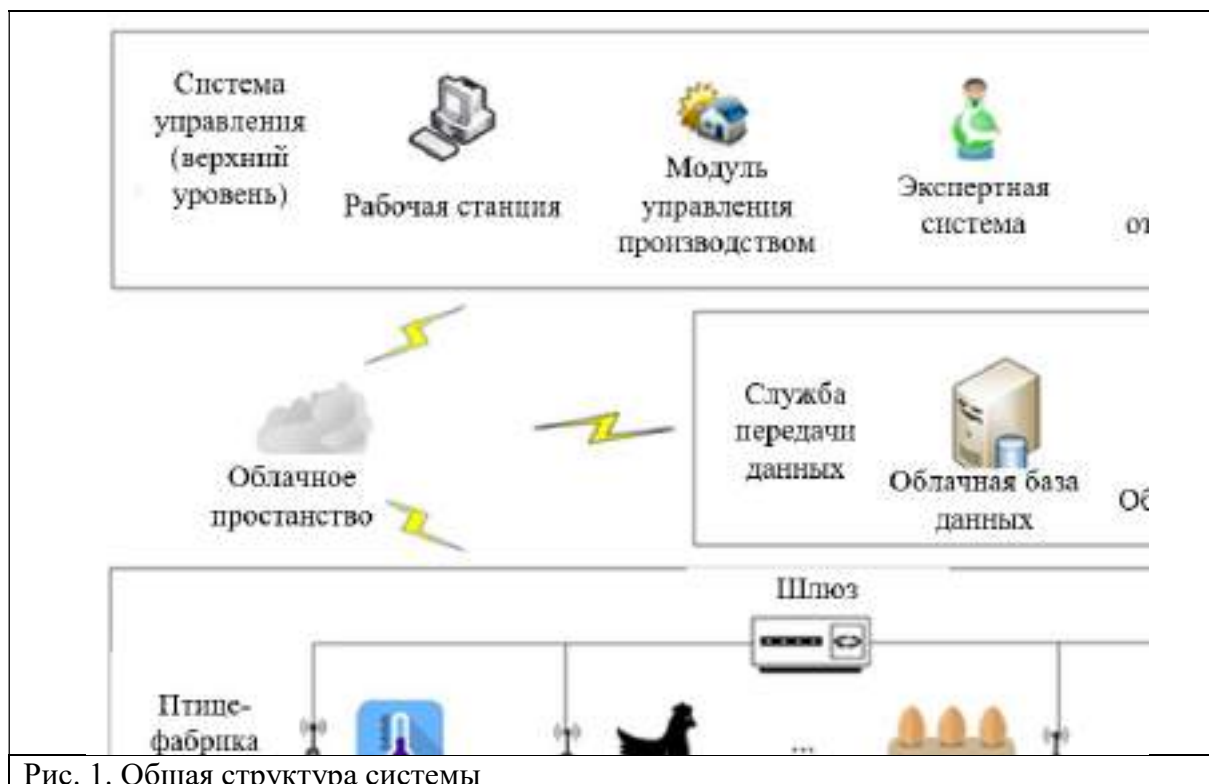 Система
управления
(верхний
уровень)
Рабочая станция
Модуль
управления
производством
Экспертная
система
Облачное
простанство
Служба
передачи
данных
Облачная база
данных
Шлюз
Птице-
фабрика
...
Рис. 1. Общая структура системы